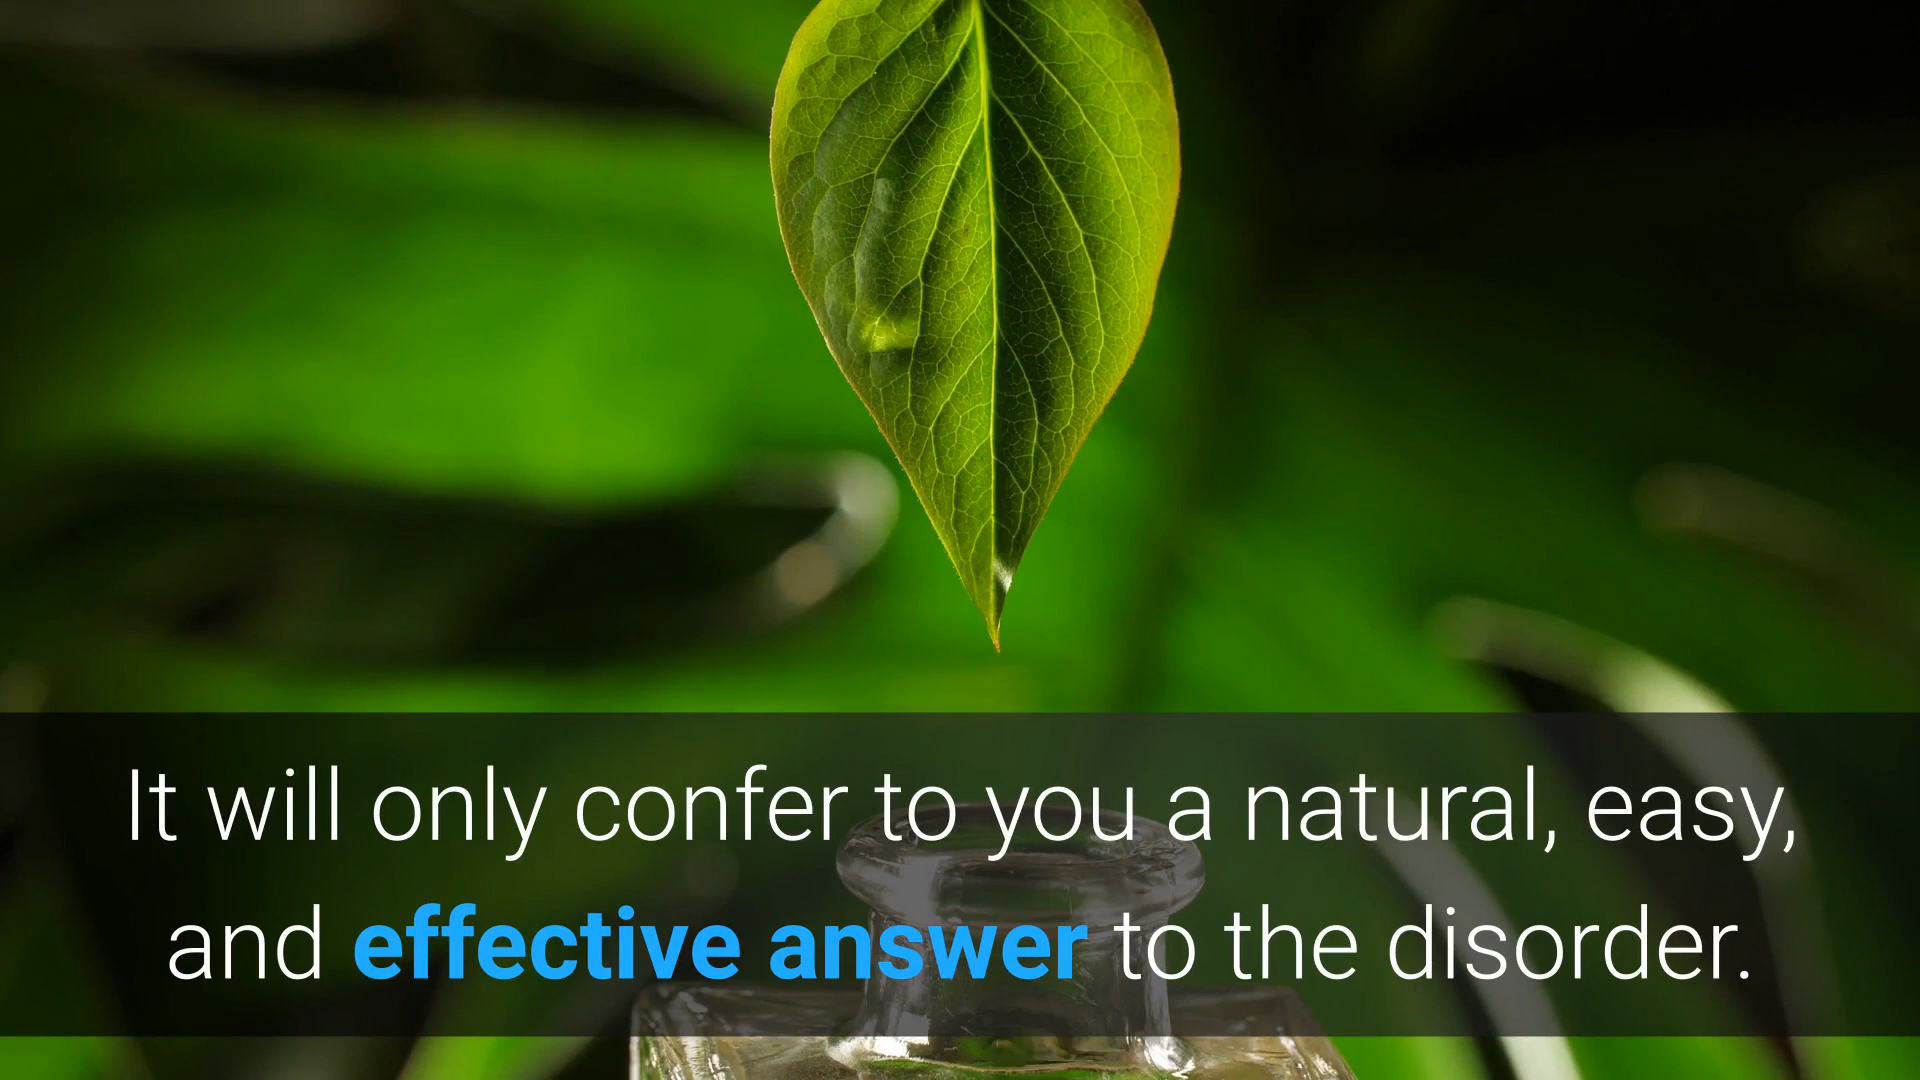 It will only confer to you a natural, easy,
and effective answer to the disorder.